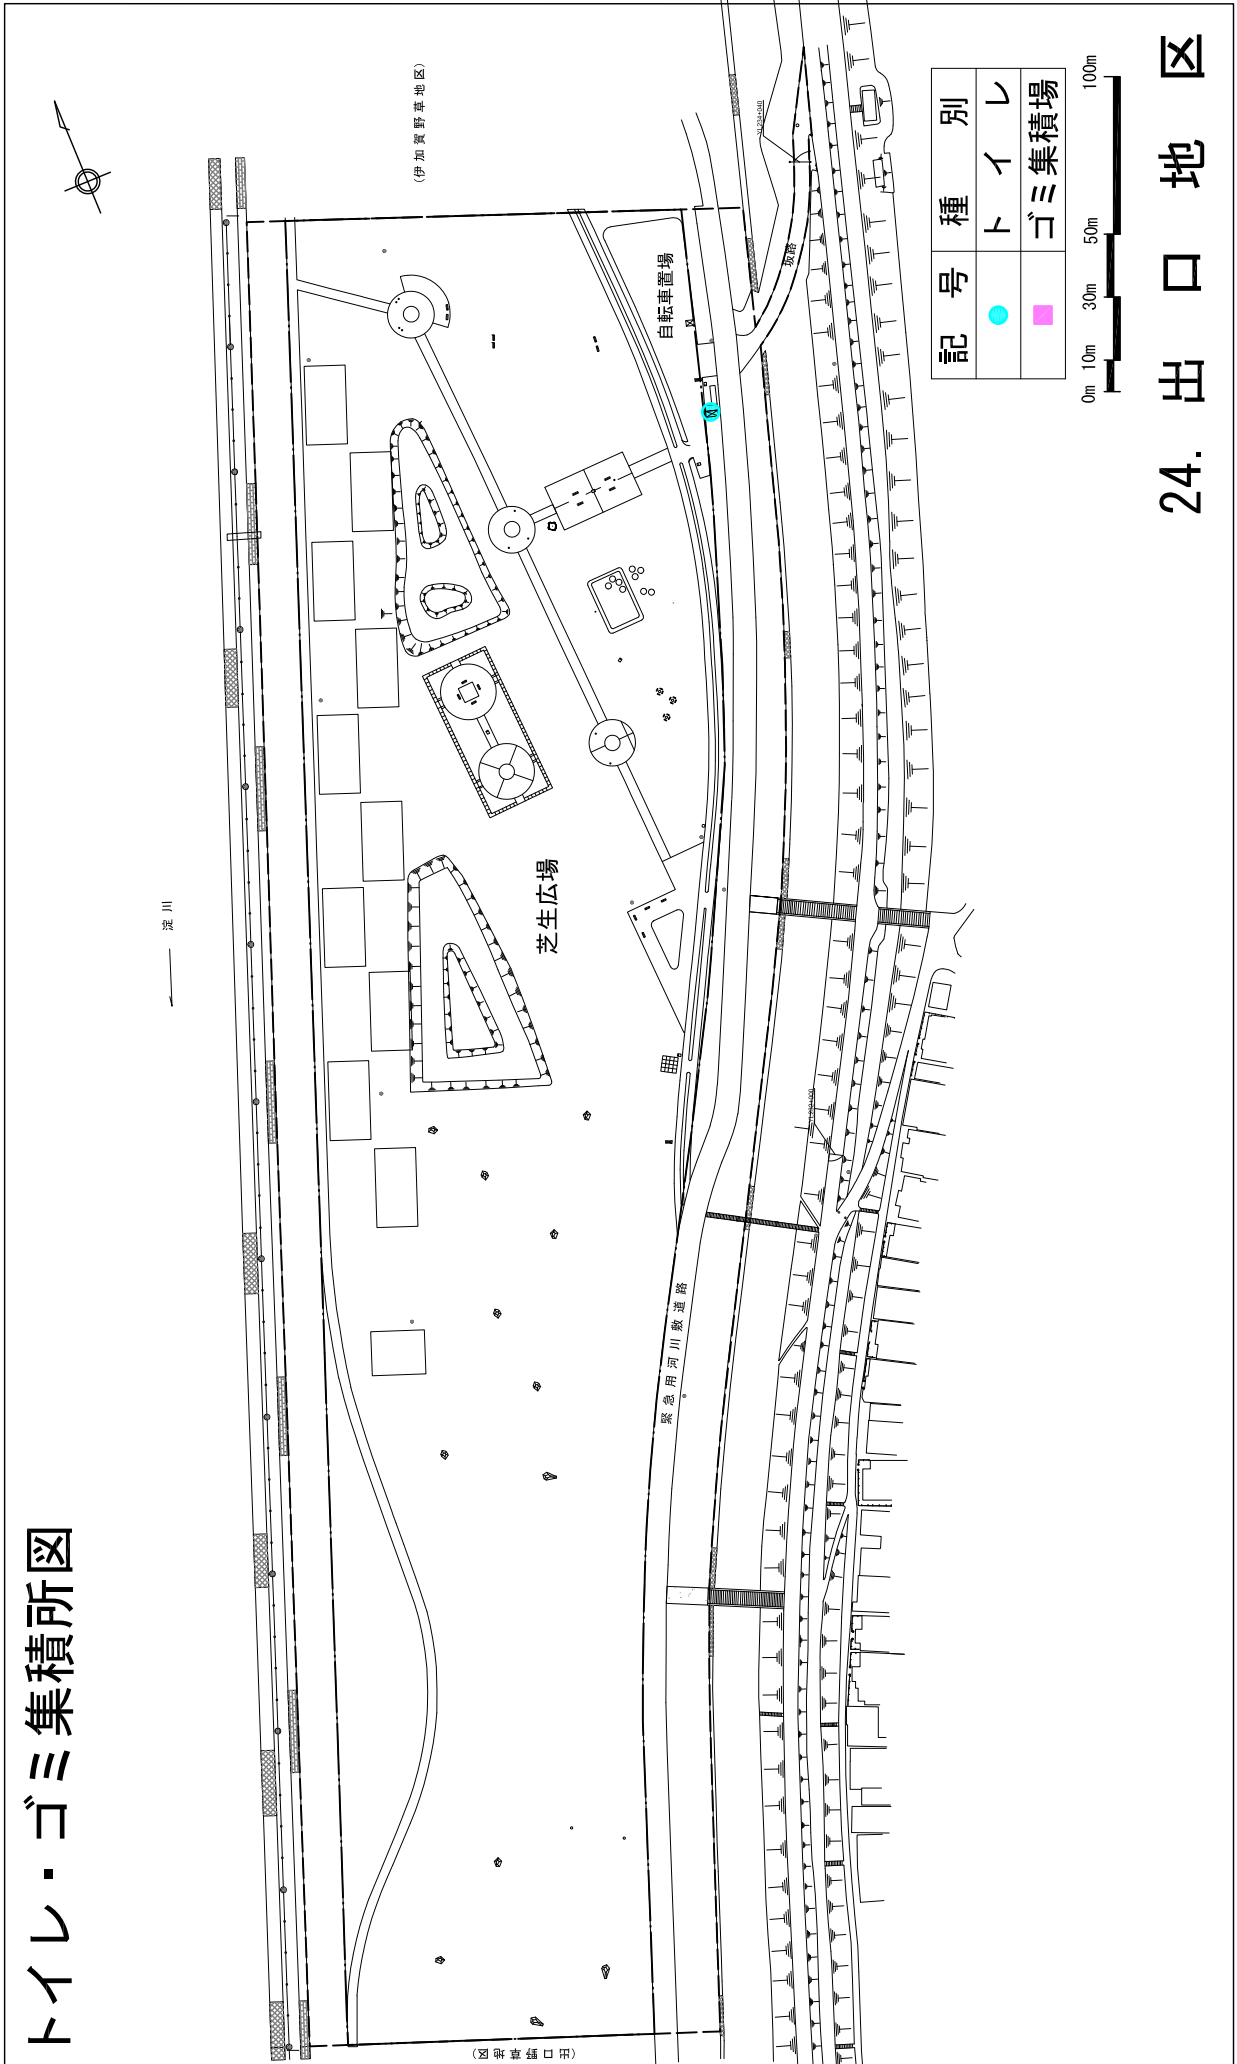 トイレ・ゴミ集積所図
淀川
(伊加賀野草地区)
自転車置場
坂路
芝生広場
緊急用河川敷道路
(出口野草地区)
記号 種別
トイレ
ゴミ集積場
0m 10m 30m 50m 100m
24. 出口地区